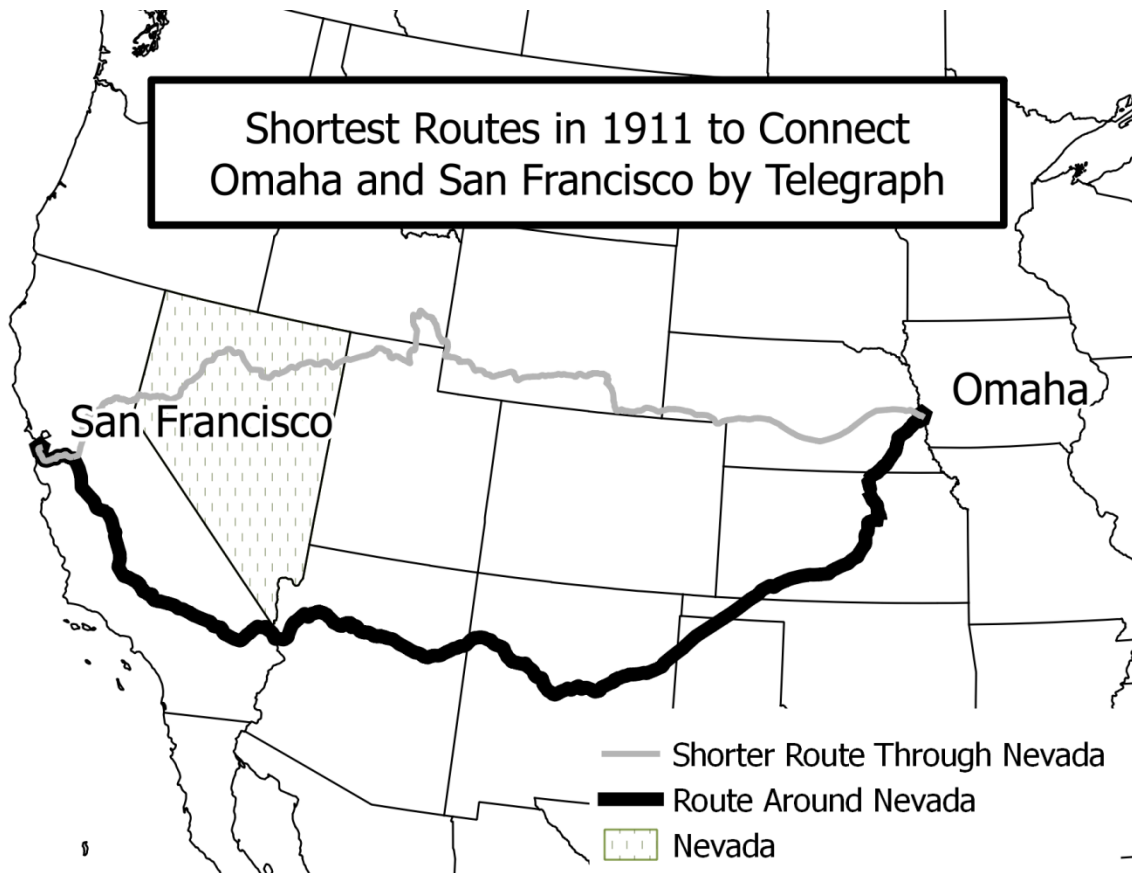 Shortest Routes in 1911 to Connect
Omaha and San Francisco by Telegraph
Omaha
San Francisco
Shorter Route Through Nevada
Route Around Nevada
Nevada